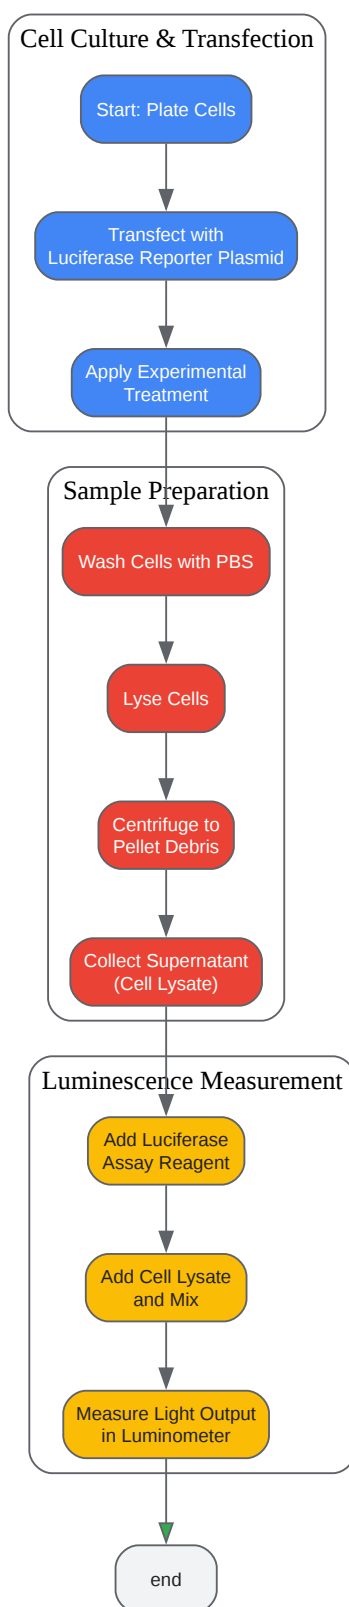 Cell Culture & Transfection
Start: Plate Cells
Transfect with
Luciferase Reporter Plasmid
Apply Experimental
Treatment
Sample Preparation
Wash Cells with PBS
Lyse Cells
Centrifuge to
Pellet Debris
Collect Supernatant
(Cell Lysate)
Luminescence Measurement
Add Luciferase
Assay Reagent
Add Cell Lysate
and Mix
Measure Light Output
in Luminometer
end